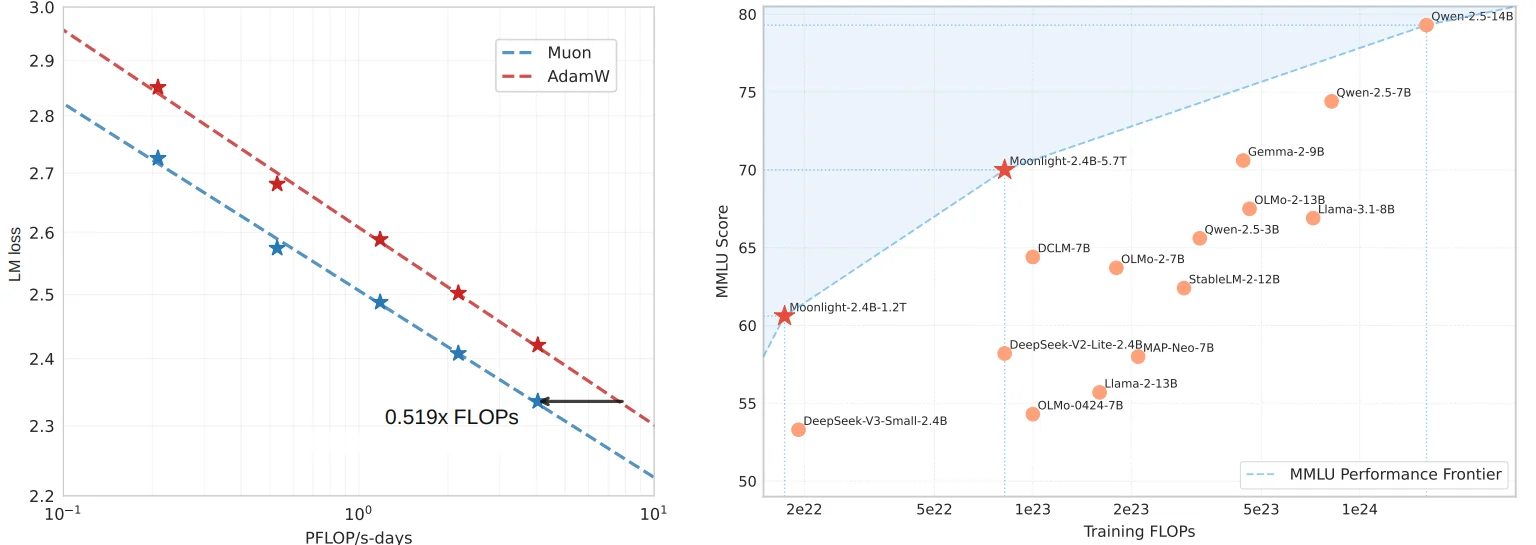 3.0
2.9
2.8
2.7
2.6
2.5
2.4
2.3
2.2
LM loss
Muon
AdamW
0.519x FLOPs
10⁻¹
10⁰
10¹
PFLOP/s-days
80
75
70
65
60
55
50
MMLU Score
Qwen-2.5-14B
Qwen-2.5-7B
Gemma-2-9B
Moonlight-2.4B-5.7T
OLMo-2-13B
Llama-3.1-8B
Qwen-2.5-3B
DCLM-7B
OLMo-2-7B
StableLM-2-12B
Moonlight-2.4B-1.2T
DeepSeek-V2-Lite-2.4B
MAP-Neo-7B
Llama-2-13B
OLMo-0424-7B
DeepSeek-V3-Small-2.4B
MMLU Performance Frontier
2e22
5e22
1e23
2e23
5e23
1e24
Training FLOPs